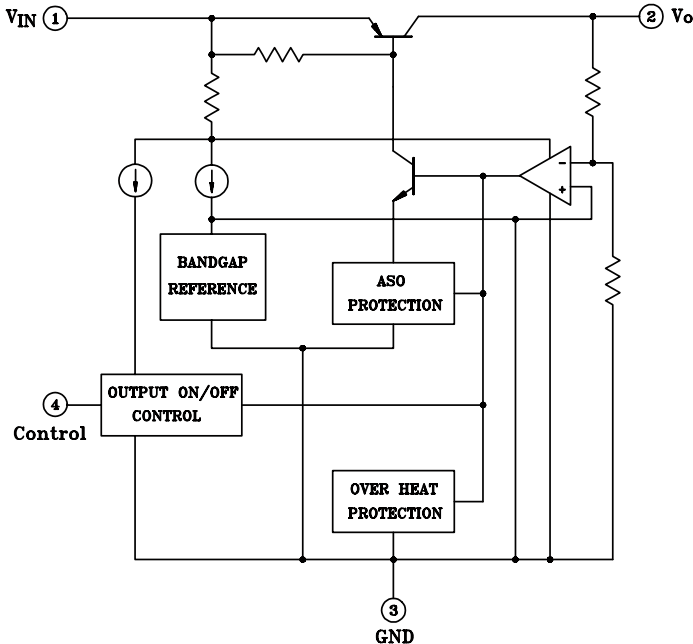 VIN 1
2 Vo
-
+
BANDGAP
REFERENCE
ASO
PROTECTION
OUTPUT ON/OFF
CONTROL
4
Control
OVER HEAT
PROTECTION
3
GND